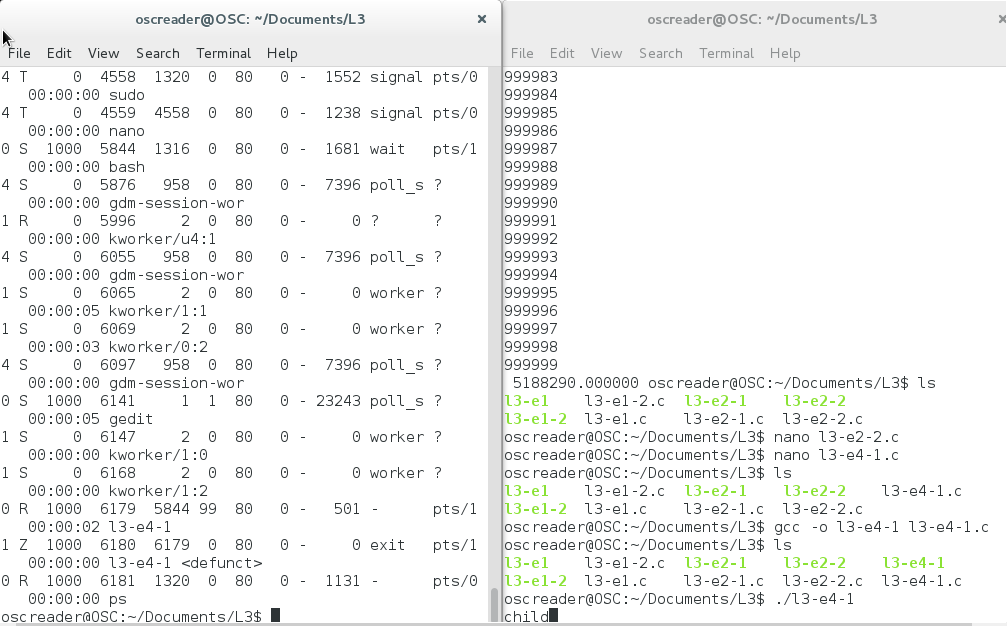 oscreader@OSC: ~/Documents/L3
File Edit View Search Terminal Help
4 T 0 4558 1320 0 80 0 - 1552 signal pts/0
00:00:00 sudo
4 T 0 4559 4558 0 80 0 - 1238 signal pts/0
00:00:00 nano
0 S 1000 5844 1316 0 80 0 - 1681 wait pts/1
00:00:00 bash
4 S 0 5876 958 0 80 0 - 7396 poll_s ?
00:00:00 gdm-session-wor
1 R 0 5996 2 0 80 0 - 0 ? ?
00:00:00 kworker/u4:1
4 S 0 6055 958 0 80 0 - 7396 poll_s ?
00:00:00 gdm-session-wor
1 S 0 6065 2 0 80 0 - 0 worker ?
00:00:05 kworker/1:1
1 S 0 6069 2 0 80 0 - 0 worker ?
00:00:03 kworker/0:2
4 S 0 6097 958 0 80 0 - 7396 poll_s ?
00:00:00 gdm-session-wor
0 S 1000 6141 1 1 80 0 - 23243 poll_s ?
00:00:05 gedit
1 S 0 6147 2 0 80 0 - 0 worker ?
00:00:00 kworker/1:0
1 S 0 6168 2 0 80 0 - 0 worker ?
00:00:00 kworker/1:2
0 R 1000 6179 5844 99 80 0 - 501 - pts/1
00:00:02 l3-e4-1
1 Z 1000 6180 6179 0 80 0 - 0 exit pts/1
00:00:00 l3-e4-1 <defunct>
0 R 1000 6181 1320 0 80 0 - 1131 - pts/0
00:00:00 ps
oscreader@OSC:~/Documents/L3$
oscreader@OSC: ~/Documents/L3
File Edit View Search Terminal Help
999983
999984
999985
999986
999987
999988
999989
999990
999991
999992
999993
999994
999995
999996
999997
999998
999999
5188290.000000 oscreader@OSC:~/Documents/L3$ ls
l3-e1 l3-e1-2.c l3-e2-1 l3-e2-2
l3-e1-2 l3-e1.c l3-e2-1.c l3-e2-2.c
oscreader@OSC:~/Documents/L3$ nano l3-e2-2.c
oscreader@OSC:~/Documents/L3$ nano l3-e4-1.c
oscreader@OSC:~/Documents/L3$ ls
l3-e1 l3-e1-2.c l3-e2-1 l3-e2-2 l3-e4-1.c
l3-e1-2 l3-e1.c l3-e2-1.c l3-e2-2.c
oscreader@OSC:~/Documents/L3$ gcc -o l3-e4-1 l3-e4-1.c
oscreader@OSC:~/Documents/L3$ ls
l3-e1 l3-e1-2.c l3-e2-1 l3-e2-2 l3-e4-1
l3-e1-2 l3-e1.c l3-e2-1.c l3-e2-2.c l3-e4-1.c
oscreader@OSC:~/Documents/L3$ ./l3-e4-1
child